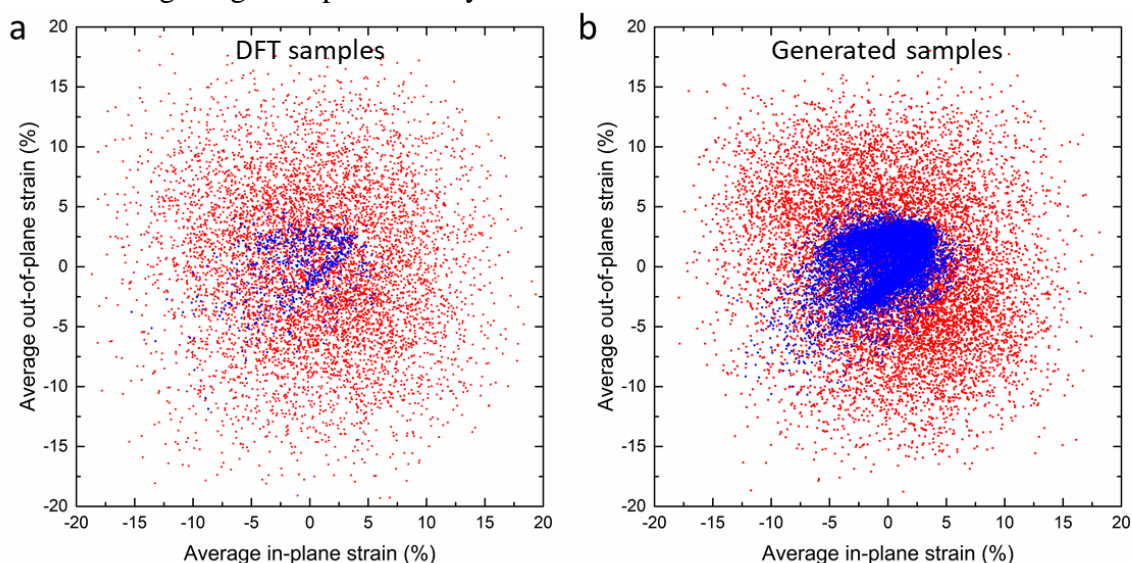 a
DFT samples
20
15
10
5
0
-5
-10
-15
-20
-20 -15 -10 -5 0 5 10 15 20
Average out-of-plane strain (%)
Average in-plane strain (%)
b
Generated samples
20
15
10
5
0
-5
-10
-15
-20
-20 -15 -10 -5 0 5 10 15 20
Average out-of-plane strain (%)
Average in-plane strain (%)